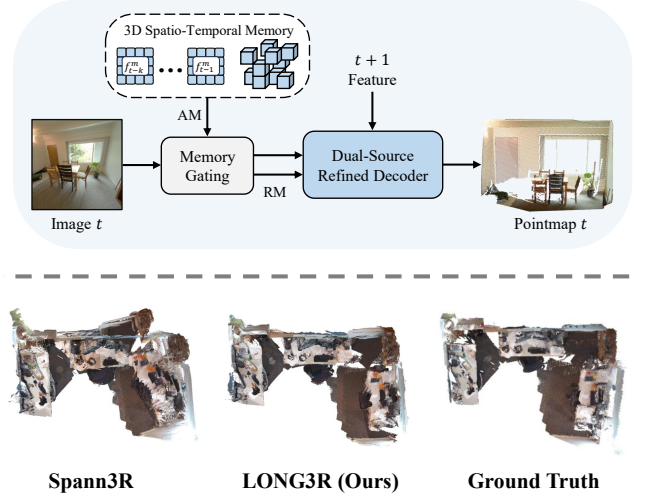 3D Spatio-Temporal Memory
f^m_{t-k} ••• f^m_{t-1}
t + 1
Feature
AM
Memory
Gating
RM
Dual-Source
Refined Decoder
Image t
Pointmap t
Spann3R
LONG3R (Ours)
Ground Truth